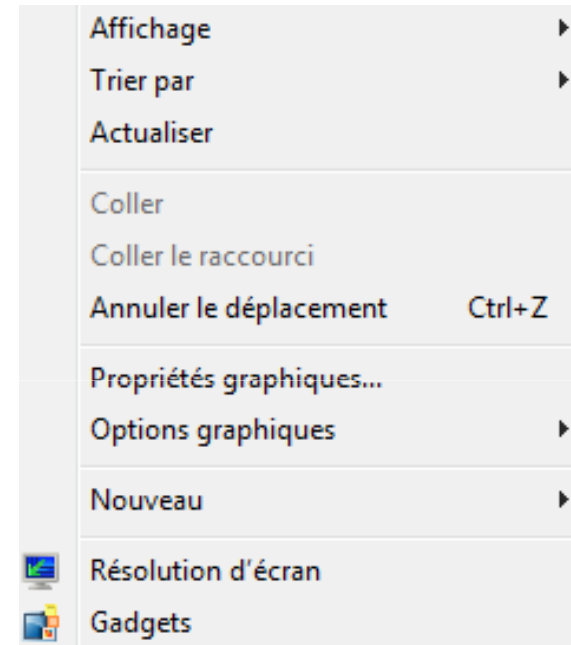 Affichage
Trier par
Actualiser
Coller
Coller le raccourci
Annuler le déplacement Ctrl+Z
Propriétés graphiques...
Options graphiques
Nouveau
Résolution d'écran
Gadgets